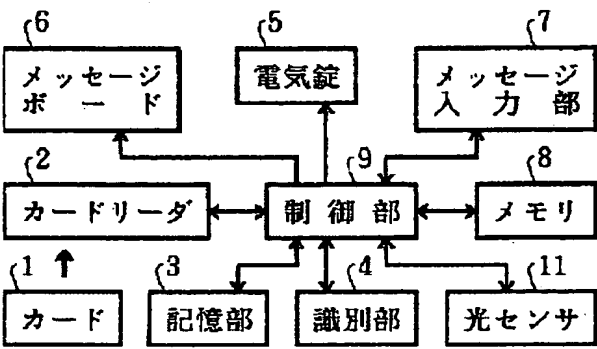 6
5
7
メッセージ
ボード
電気錠
メッセージ
入力部
2
9
8
カードリーダ
制御部
メモリ
1
3
4
11
カード
記憶部
識別部
光センサ